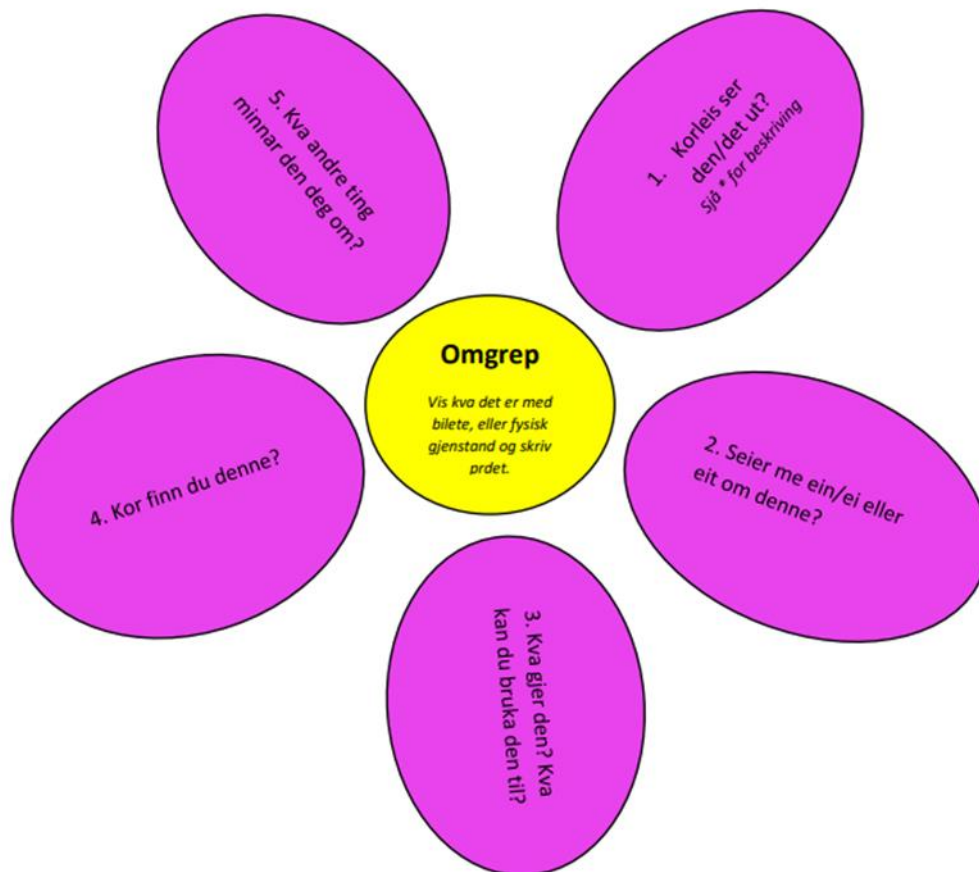 Omgrep
Vis kva det er med
bilete, eller fysisk
gjenstand og skriv
prdet.
1. Korleis ser
den/det ut?
Sjå * for beskriving
2. Seier me ein/ei eller
eit om denne?
3. Kva gjer den? Kva
kan du bruka den til?
4. Kor finn du denne?
5. Kva andre ting
minnar den deg om?